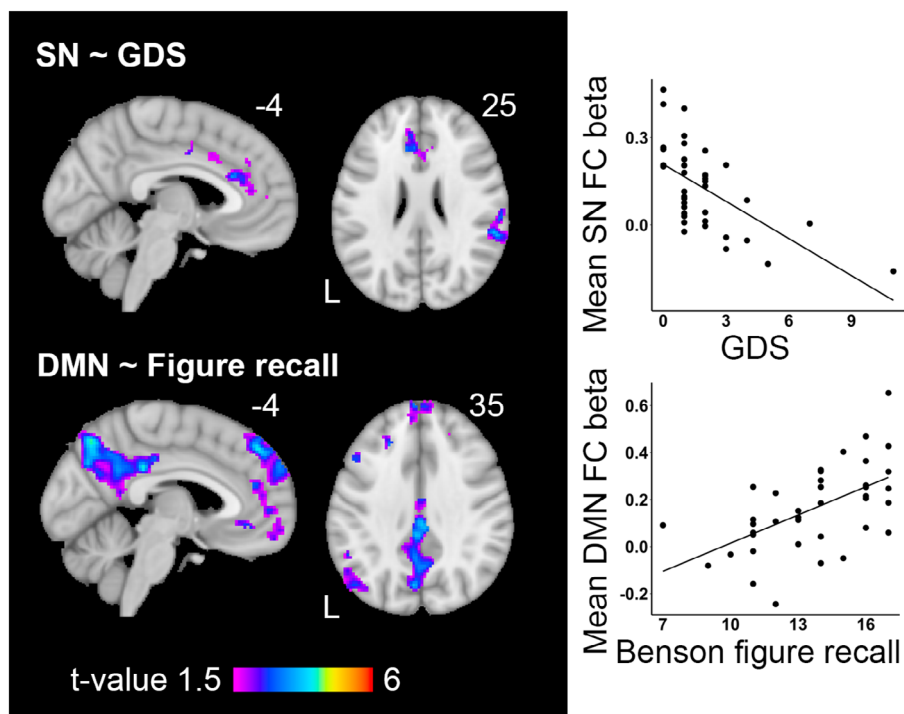 SN ~ GDS
-4
25
L
DMN ~ Figure recall
-4
35
L
t-value 1.5
6
Mean SN FC beta
0.3
0.0
0
3
6
9
GDS
Mean DMN FC beta
0.6
0.4
0.2
0.0
-0.2
7
10
13
16
Benson figure recall